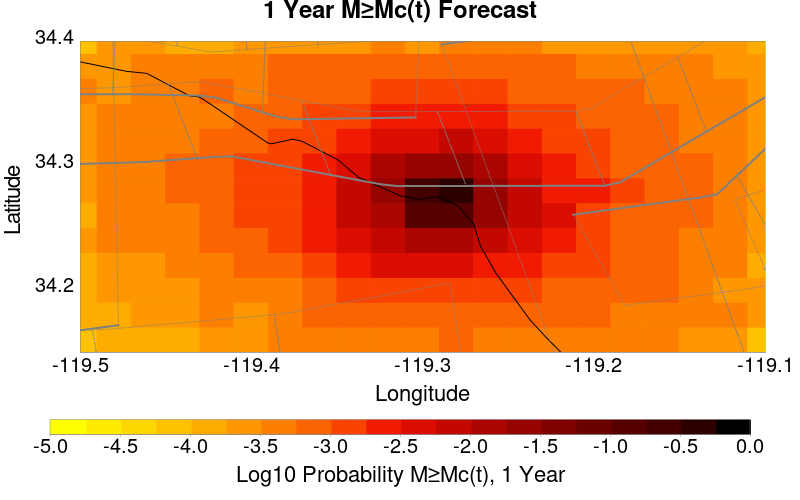 1 Year M≥Mc(t) Forecast
34.4
34.3
34.2
Latitude
-119.5 -119.4 -119.3 -119.2 -119.1
Longitude
-5.0 -4.5 -4.0 -3.5 -3.0 -2.5 -2.0 -1.5 -1.0 -0.5 0.0
Log10 Probability M≥Mc(t), 1 Year